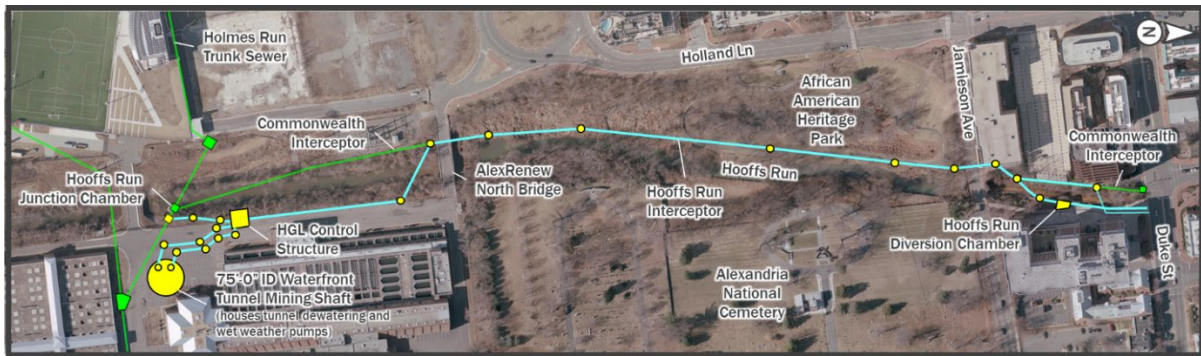 Holmes Run
Trunk Sewer
Holland Ln
N
Jamieson Ave
African
American
Heritage
Park
Commonwealth
Interceptor
Commonwealth
Interceptor
Hooffs Run
Junction Chamber
AlexRenew
North Bridge
Hooffs Run
Interceptor
Hooffs Run
HGL Control
Structure
Hooffs Run
Diversion Chamber
Duke St
75'-0" ID Waterfront
Tunnel Mining Shaft
(houses tunnel dewatering and
wet weather pumps)
Alexandria
National
Cemetery